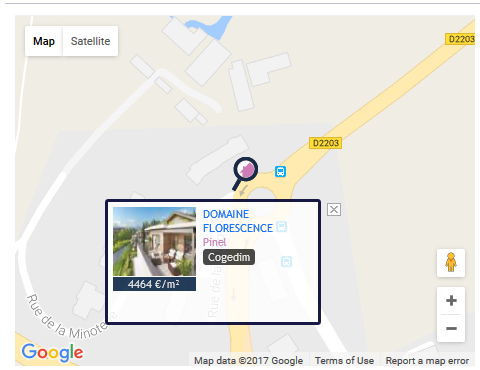 Map Satellite
D2203
D2203
DOMAINE
FLORESCENCE
Pinel
Cogedim
4464 €/m²
Rue de la Minote
Rue de la
Google
Map data ©2017 Google Terms of Use Report a map error